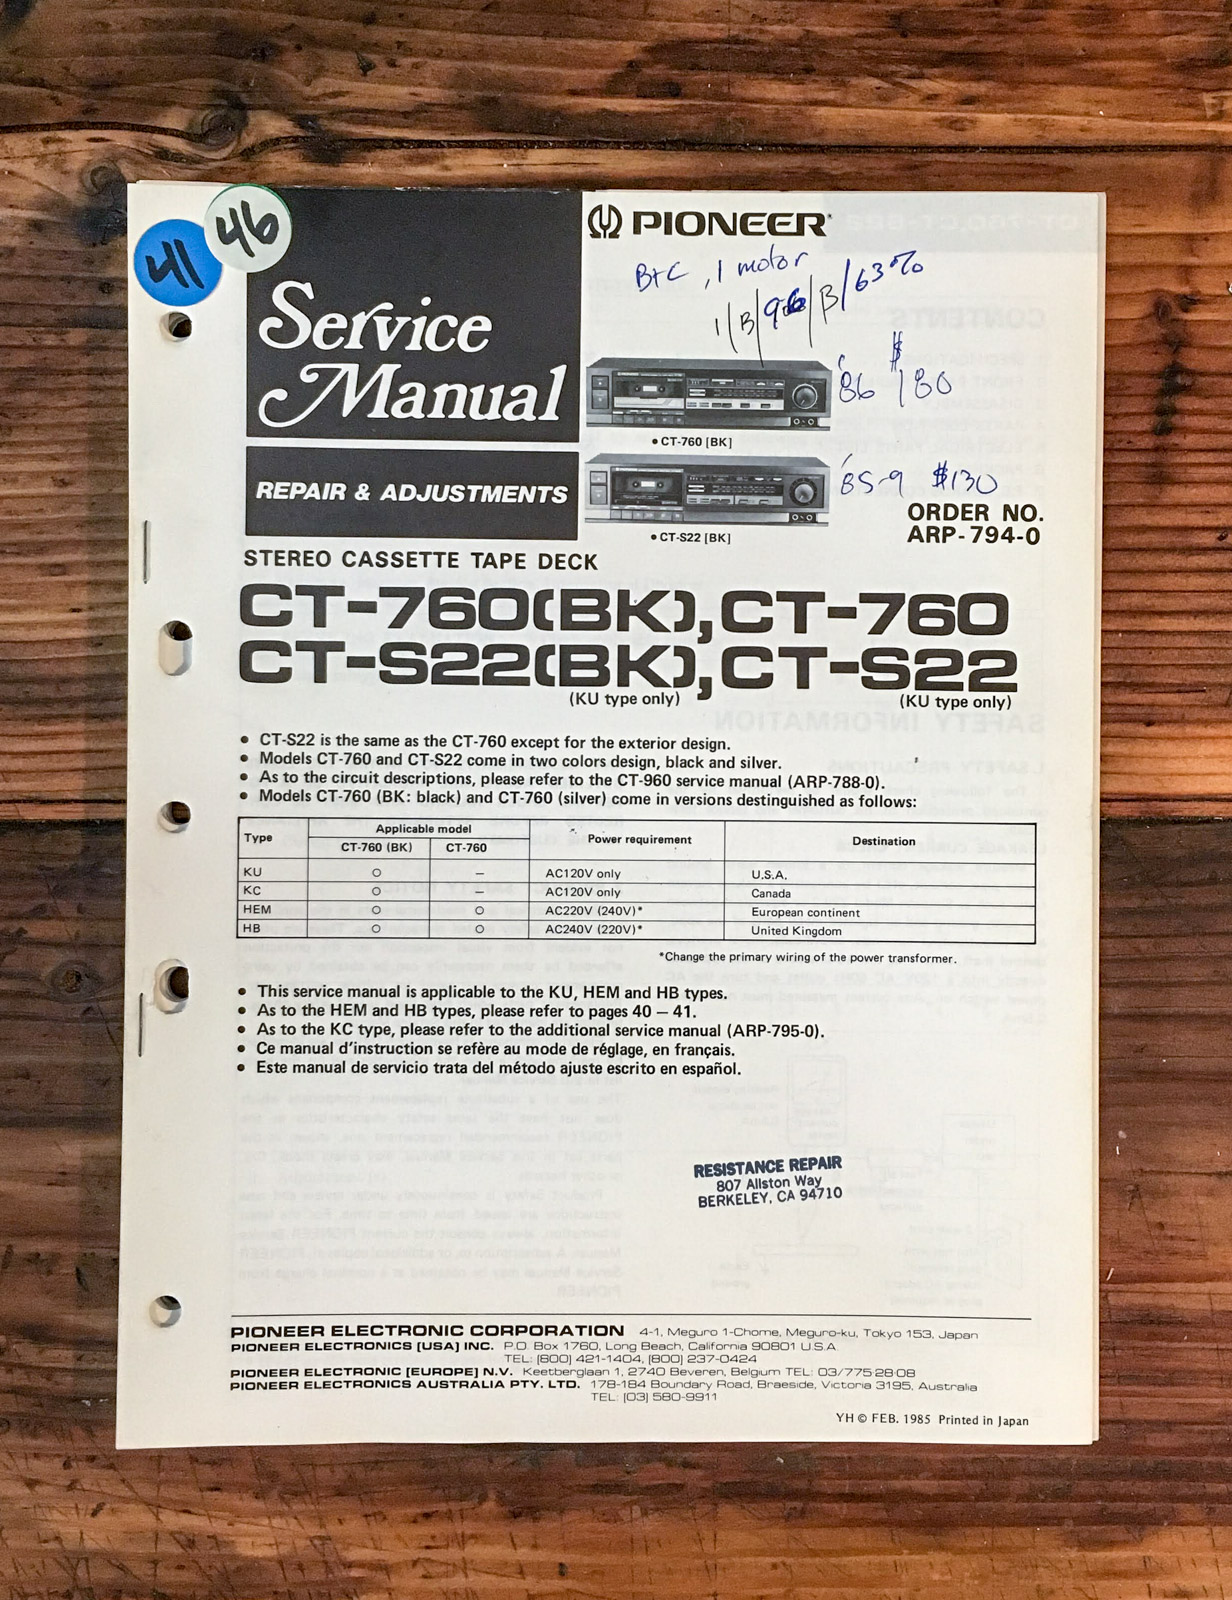 46
41
PIONEER
B+C, 1 motor
1/B/96/B/63%
Service
Manual
'86 $180
• CT-760 [BK]
REPAIR & ADJUSTMENTS
'85-9 $130
ORDER NO.
ARP-794-0
• CT-S22 [BK]
STEREO CASSETTE TAPE DECK
CT-760(BK), CT-760
CT-S22(BK), CT-S22
(KU type only) (KU type only)
• CT-S22 is the same as the CT-760 except for the exterior design.
• Models CT-760 and CT-S22 come in two colors design, black and silver.
• As to the circuit descriptions, please refer to the CT-960 service manual (ARP-788-0).
• Models CT-760 (BK: black) and CT-760 (silver) come in versions destinguished as follows:
Type Applicable model Power requirement Destination
CT-760 (BK) CT-760
KU ○ – AC120V only U.S.A.
KC ○ – AC120V only Canada
HEM ○ ○ AC220V (240V)* European continent
HB ○ ○ AC240V (220V)* United Kingdom
*Change the primary wiring of the power transformer.
• This service manual is applicable to the KU, HEM and HB types.
• As to the HEM and HB types, please refer to pages 40 – 41.
• As to the KC type, please refer to the additional service manual (ARP-795-0).
• Ce manual d'instruction se refère au mode de réglage, en français.
• Este manual de servicio trata del método ajuste escrito en español.
RESISTANCE REPAIR
807 Allston Way
BERKELEY, CA 94710
PIONEER ELECTRONIC CORPORATION 4-1, Meguro 1-Chome, Meguro-ku, Tokyo 153, Japan
PIONEER ELECTRONICS [USA] INC. P.O. Box 1760, Long Beach, California 90801 U.S.A.
TEL: [800] 421-1404, [800] 237-0424
PIONEER ELECTRONIC [EUROPE] N.V. Keetberglaan 1, 2740 Beveren, Belgium TEL: 03/775·28·08
PIONEER ELECTRONICS AUSTRALIA PTY. LTD. 178-184 Boundary Road, Braeside, Victoria 3195, Australia
TEL: [03] 580-9911
YH © FEB. 1985 Printed in Japan